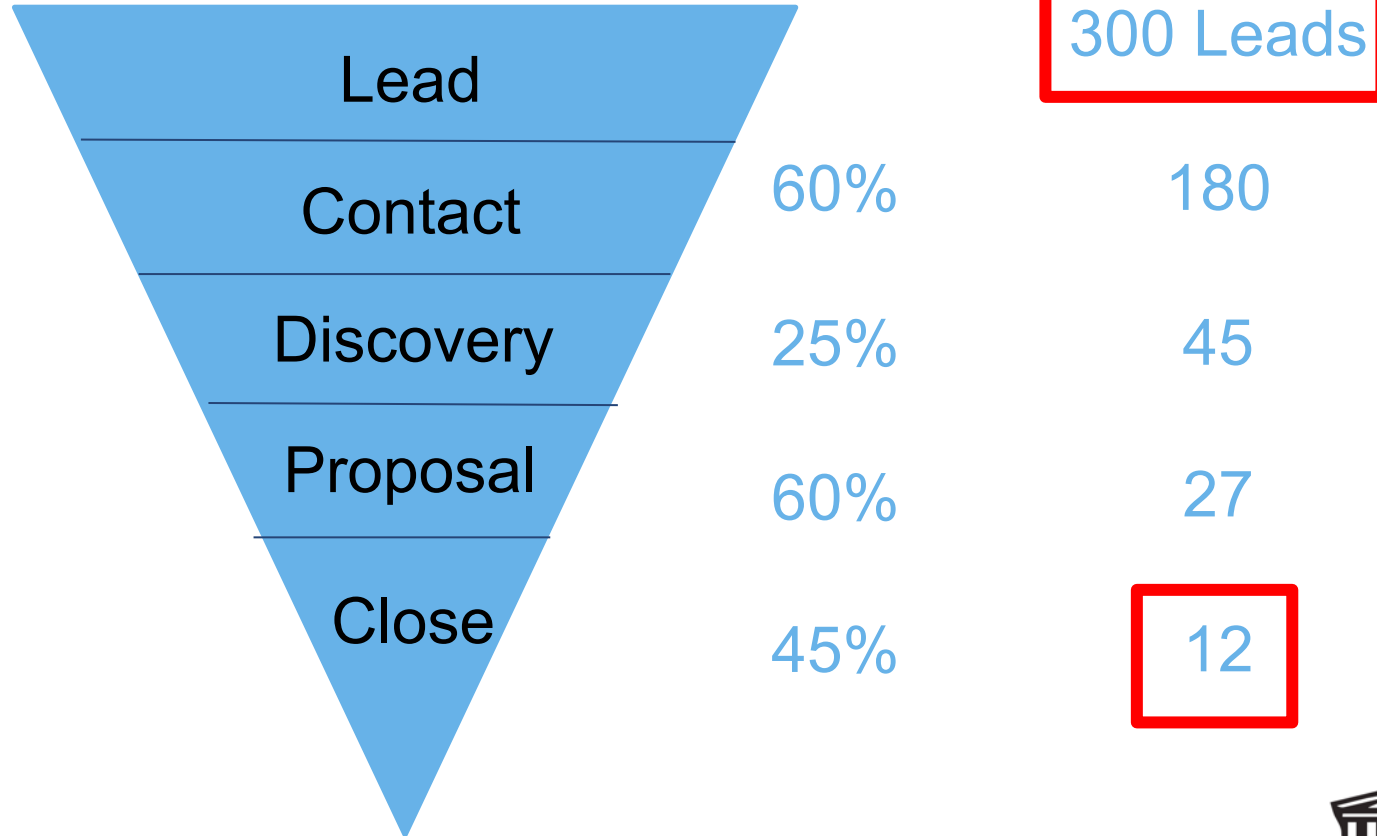 300 Leads
Lead
Contact 60% 180
Discovery 25% 45
Proposal 60% 27
Close 45% 12